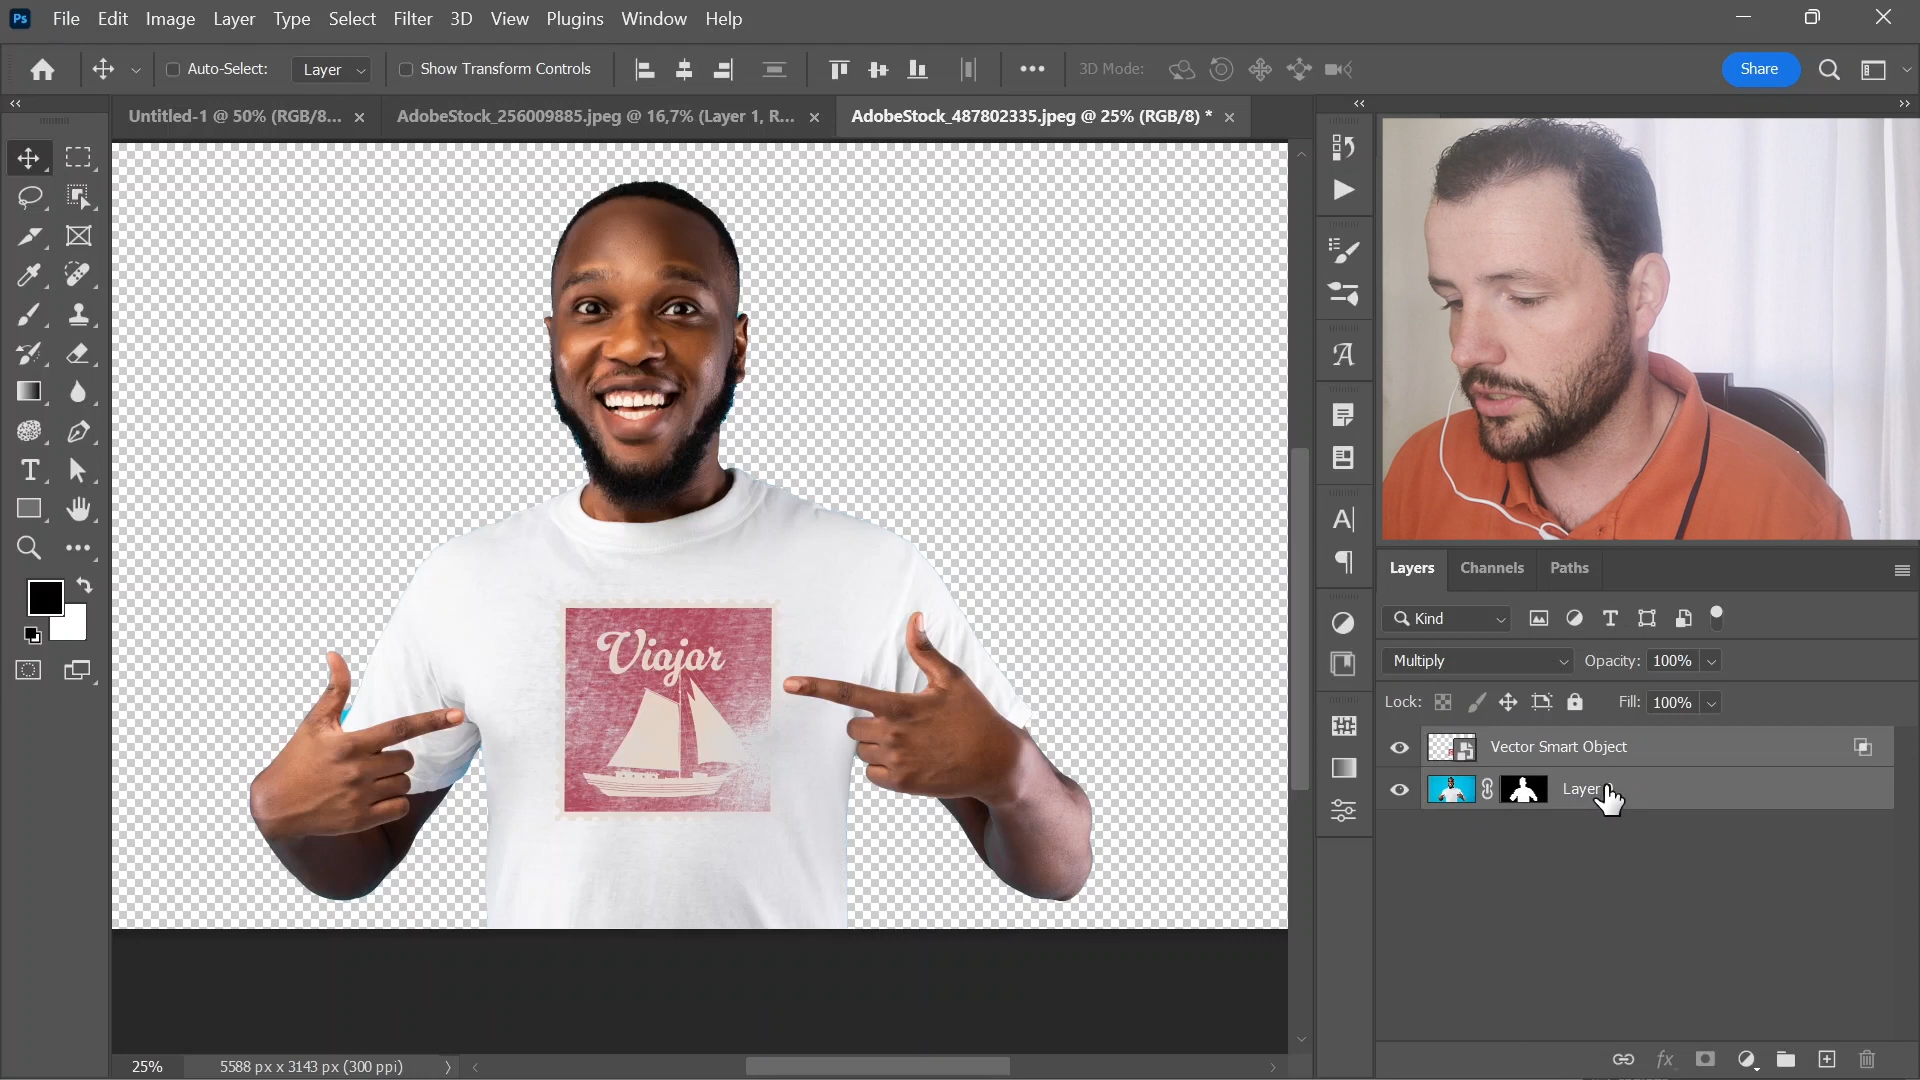 Ps File Edit Image Layer Type Select Filter 3D View Plugins Window Help
Auto-Select: Layer Show Transform Controls 3D Mode: Share
Untitled-1 @ 50% (RGB/8... × AdobeStock_256009885.jpeg @ 16,7% (Layer 1, R... × AdobeStock_487802335.jpeg @ 25% (RGB/8) * ×
Viajar
Layers Channels Paths
Kind
Multiply Opacity: 100%
Lock: Fill: 100%
Vector Smart Object
Layer
fx
25% 5588 px x 3143 px (300 ppi)